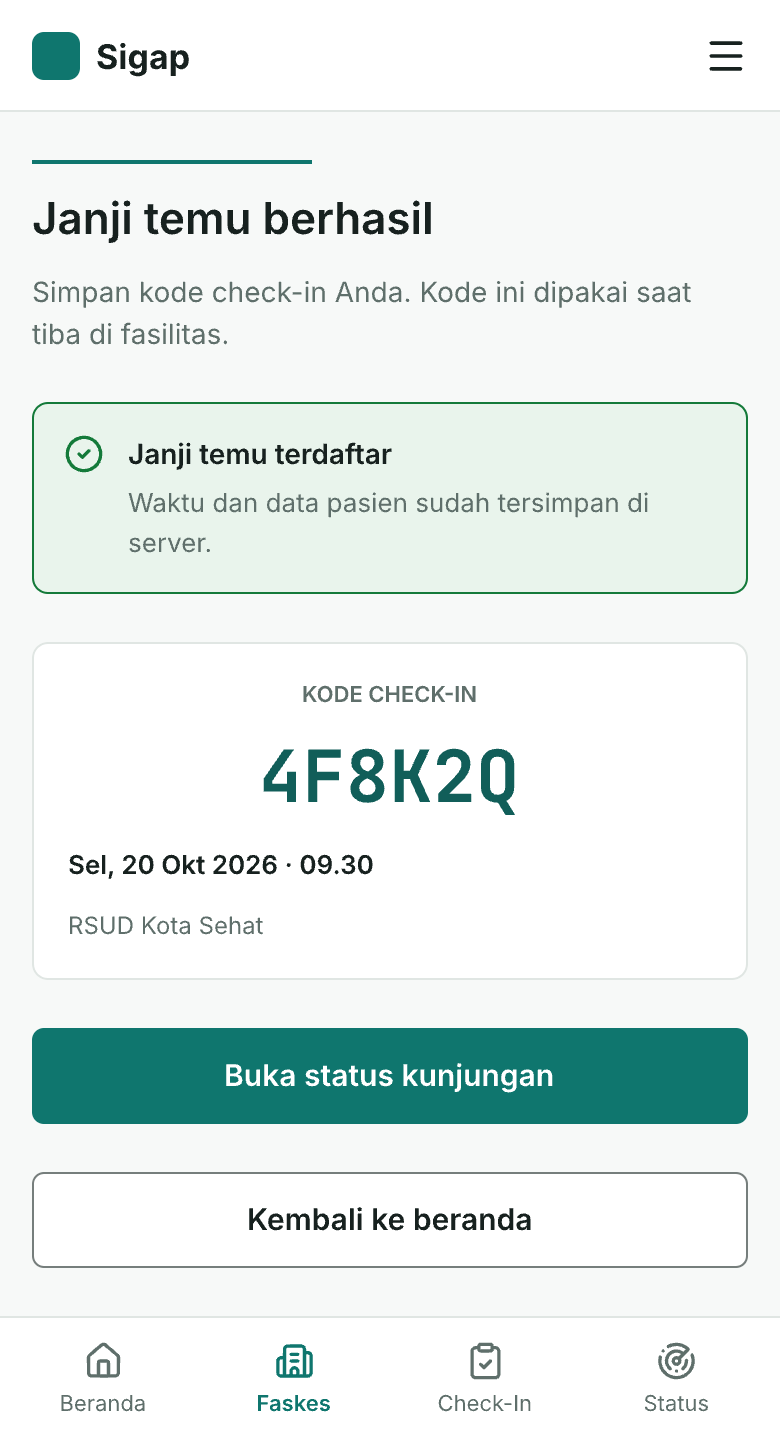 Sigap
Janji temu berhasil
Simpan kode check-in Anda. Kode ini dipakai saat
tiba di fasilitas.
Janji temu terdaftar
Waktu dan data pasien sudah tersimpan di
server.
KODE CHECK-IN
4F8K2Q
Sel, 20 Okt 2026 · 09.30
RSUD Kota Sehat
Buka status kunjungan
Kembali ke beranda
Beranda
Faskes
Check-In
Status